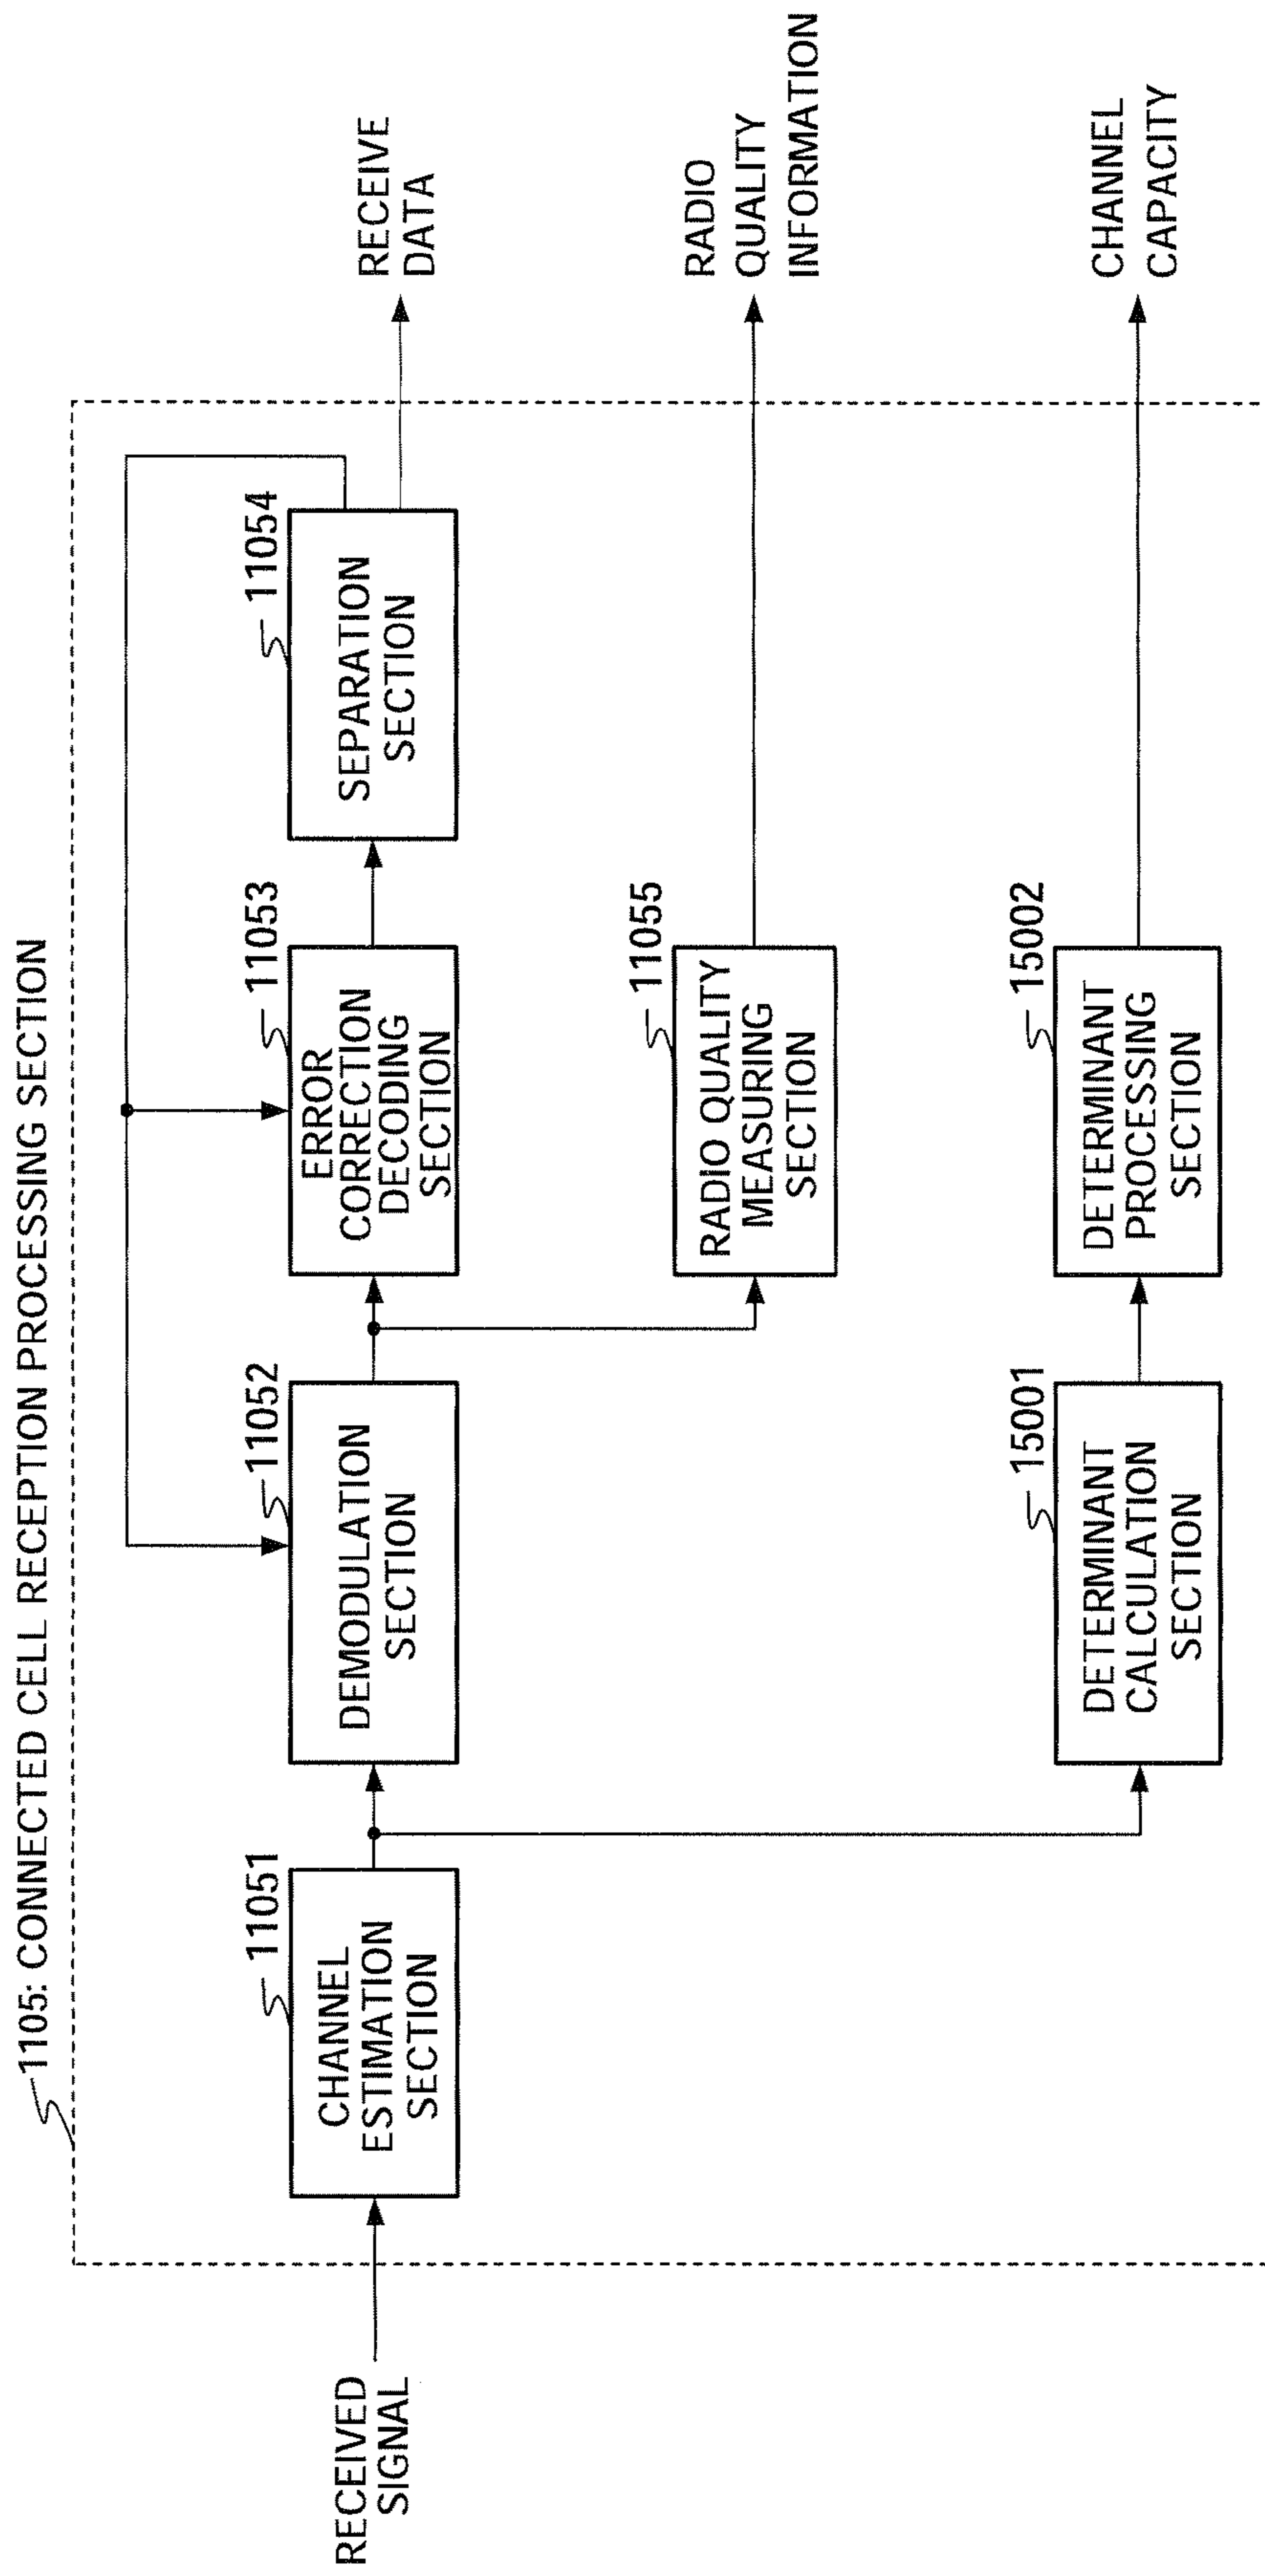 1105: CONNECTED CELL RECEPTION PROCESSING SECTION
RECEIVED
SIGNAL
11051
CHANNEL
ESTIMATION
SECTION
11052
DEMODULATION
SECTION
11053
ERROR
CORRECTION
DECODING
SECTION
11054
SEPARATION
SECTION
RECEIVE
DATA
11055
RADIO QUALITY
MEASURING
SECTION
RADIO
QUALITY
INFORMATION
15001
DETERMINANT
CALCULATION
SECTION
15002
DETERMINANT
PROCESSING
SECTION
CHANNEL
CAPACITY